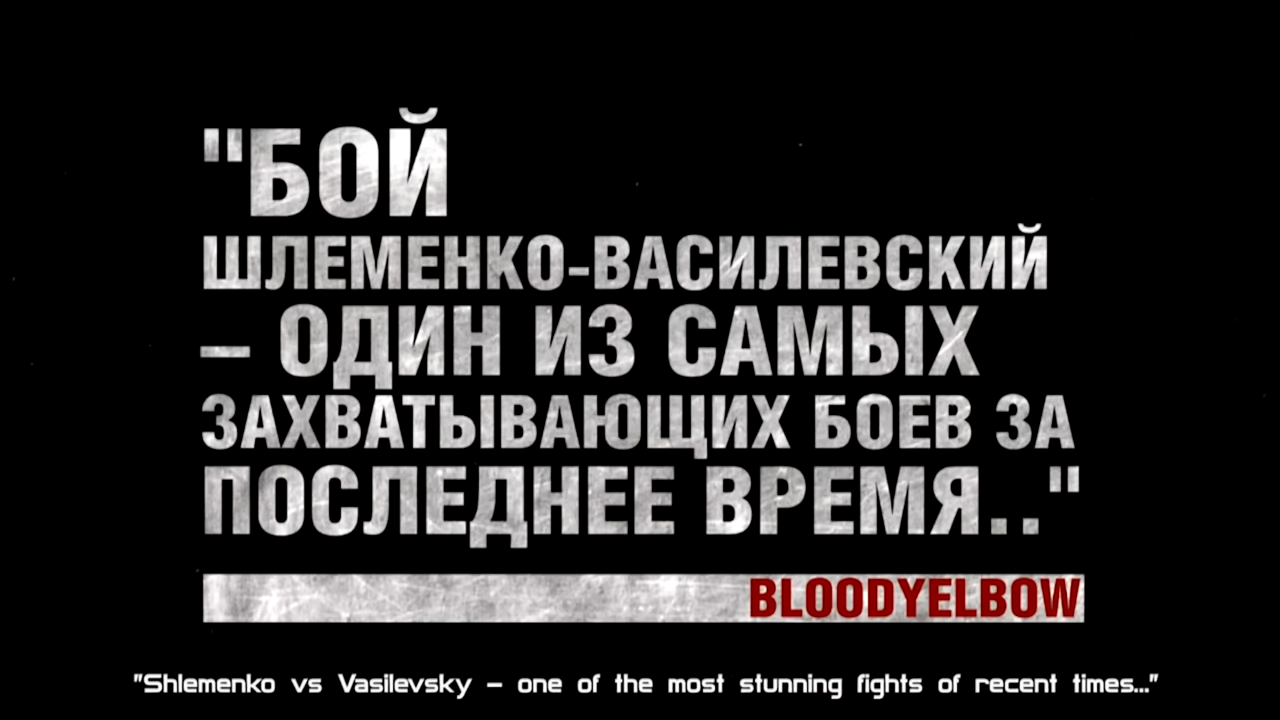 "БОЙ
ШЛЕМЕНКО-ВАСИЛЕВСКИЙ
– ОДИН ИЗ САМЫХ
ЗАХВАТЫВАЮЩИХ БОЕВ ЗА
ПОСЛЕДНЕЕ ВРЕМЯ.."
BLOODYELBOW
"Shlemenko vs Vasilevsky – one of the most stunning fights of recent times..."